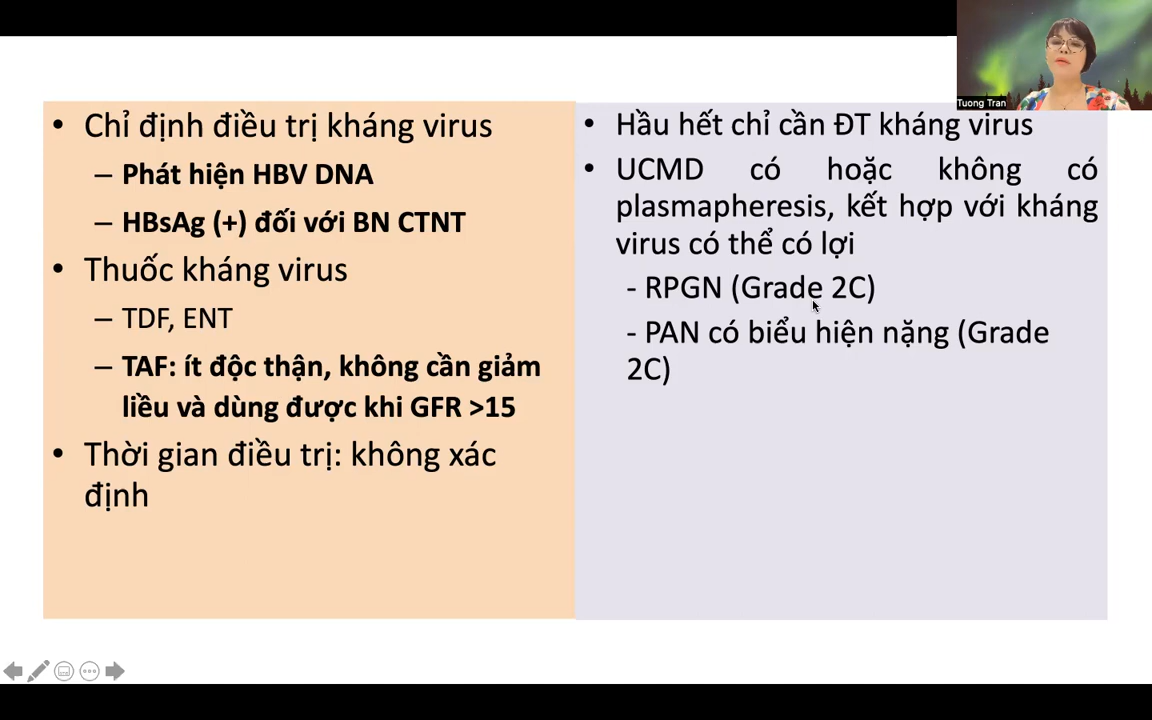 Tuong Tran
• Chỉ định điều trị kháng virus
– Phát hiện HBV DNA
– HBsAg (+) đối với BN CTNT
• Thuốc kháng virus
– TDF, ENT
– TAF: ít độc thận, không cần giảm
liều và dùng được khi GFR >15
• Thời gian điều trị: không xác
định
• Hầu hết chỉ cần ĐT kháng virus
• UCMD có hoặc không có
plasmapheresis, kết hợp với kháng
virus có thể có lợi
- RPGN (Grade 2C)
- PAN có biểu hiện nặng (Grade
2C)